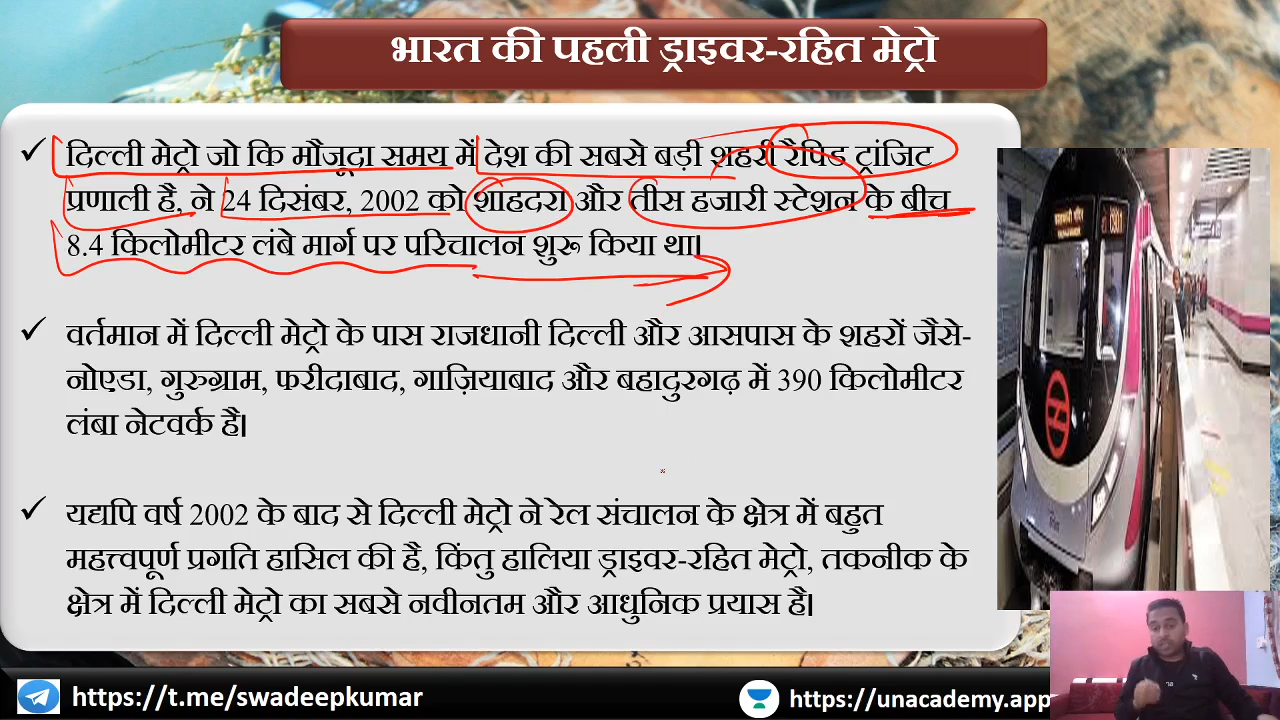 भारत की पहली ड्राइवर-रहित मेट्रो
दिल्ली मेट्रो जो कि मौजूदा समय में देश की सबसे बड़ी शहरी रैपिड ट्रांजिट
प्रणाली है, ने 24 दिसंबर, 2002 को शाहदरा और तीस हजारी स्टेशन के बीच
8.4 किलोमीटर लंबे मार्ग पर परिचालन शुरू किया था।
वर्तमान में दिल्ली मेट्रो के पास राजधानी दिल्ली और आसपास के शहरों जैसे-
नोएडा, गुरुग्राम, फरीदाबाद, गाज़ियाबाद और बहादुरगढ़ में 390 किलोमीटर
लंबा नेटवर्क है।
यद्यपि वर्ष 2002 के बाद से दिल्ली मेट्रो ने रेल संचालन के क्षेत्र में बहुत
महत्त्वपूर्ण प्रगति हासिल की है, किंतु हालिया ड्राइवर-रहित मेट्रो, तकनीक के
क्षेत्र में दिल्ली मेट्रो का सबसे नवीनतम और आधुनिक प्रयास है।
https://t.me/swadeepkumar
https://unacademy.app